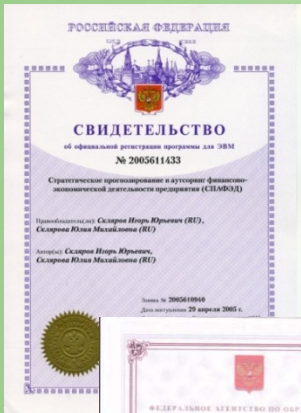 РОССИЙСКАЯ ФЕДЕРАЦИЯ
СВИДЕТЕЛЬСТВО
об официальной регистрации программы для ЭВМ
№ 2005611433
Стратегическое прогнозирование и аутсоринг финансово-
экономической деятельности предприятия (СПАФЭД)
Правообладатель(ли): Скляров Игорь Юрьевич (RU),
Склярова Юлия Михайловна (RU)
Автор(ы): Скляров Игорь Юрьевич,
Склярова Юлия Михайловна (RU)
Заявка № 2005610940
Дата поступления 29 апреля 2005 г.
ФЕДЕРАЛЬНОЕ АГЕНТСТВО ПО